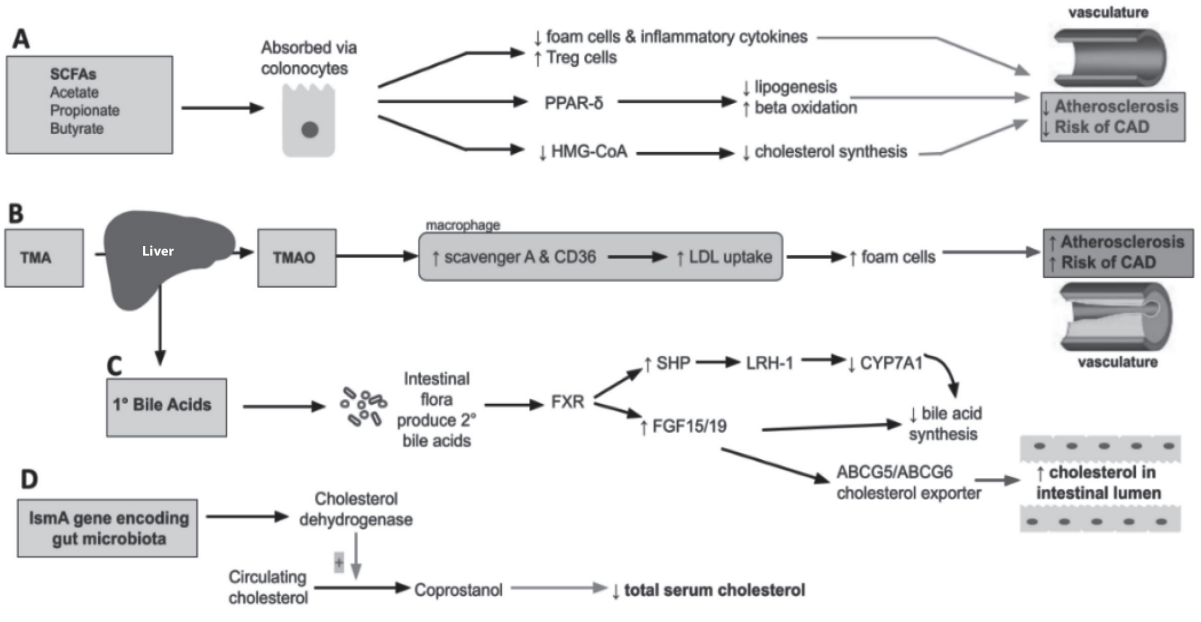 A
SCFAs
Acetate
Propionate
Butyrate
Absorbed via
colonocytes
↓ foam cells & inflammatory cytokines
↑ Treg cells
PPAR-δ
↓ lipogenesis
↑ beta oxidation
↓ HMG-CoA
↓ cholesterol synthesis
vasculature
↓ Atherosclerosis
↓ Risk of CAD
B
TMA
Liver
TMAO
macrophage
↑ scavenger A & CD36
↑ LDL uptake
↑ foam cells
↑ Atherosclerosis
↑ Risk of CAD
vasculature
C
1° Bile Acids
Intestinal
flora
produce 2°
bile acids
FXR
↑ SHP
LRH-1
↓ CYP7A1
↑ FGF15/19
↓ bile acid
synthesis
ABCG5/ABCG6
cholesterol exporter
↑ cholesterol in
intestinal lumen
D
IsmA gene encoding
gut microbiota
Cholesterol
dehydrogenase
+
Circulating
cholesterol
Coprostanol
↓ total serum cholesterol